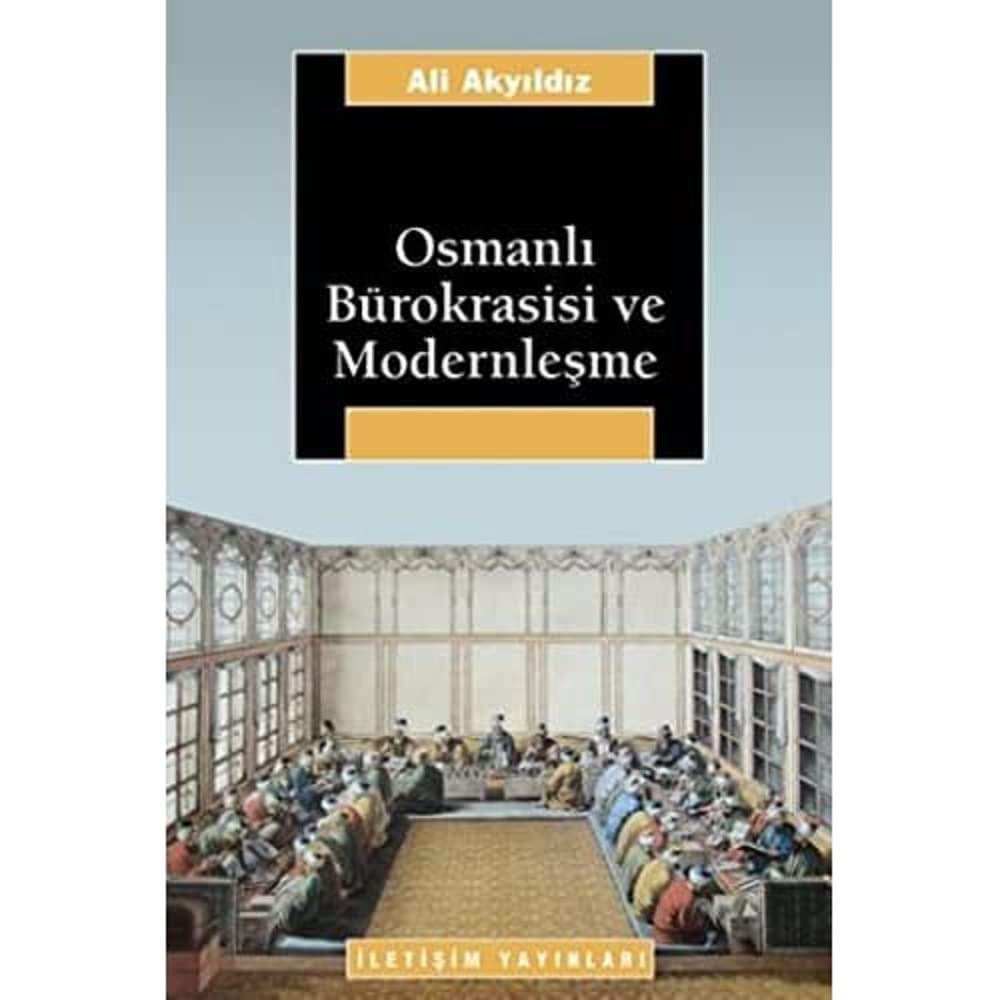 Ali Akyıldız
Osmanlı
Bürokrasisi ve
Modernleşme
İLETİŞİM YAYINLARI